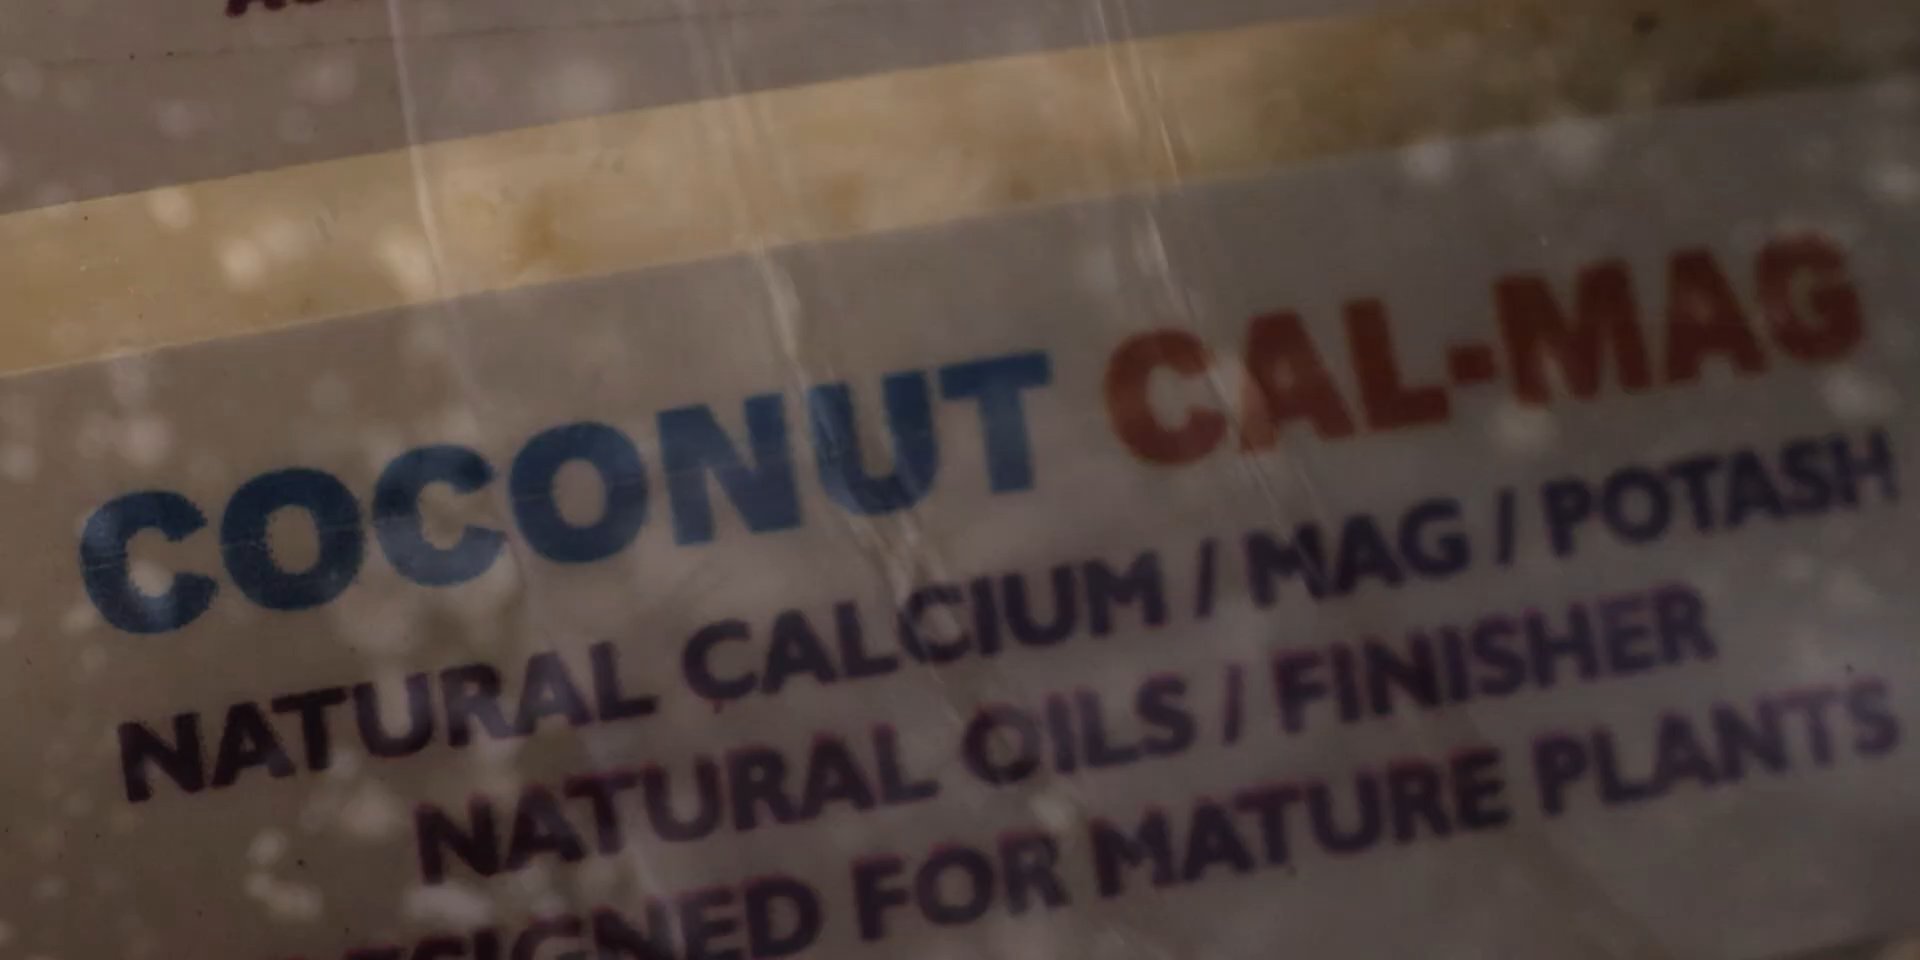 COCONUT CAL-MAG
NATURAL CALCIUM / MAG / POTASH
NATURAL OILS / FINISHER
FOR MATURE PLANTS